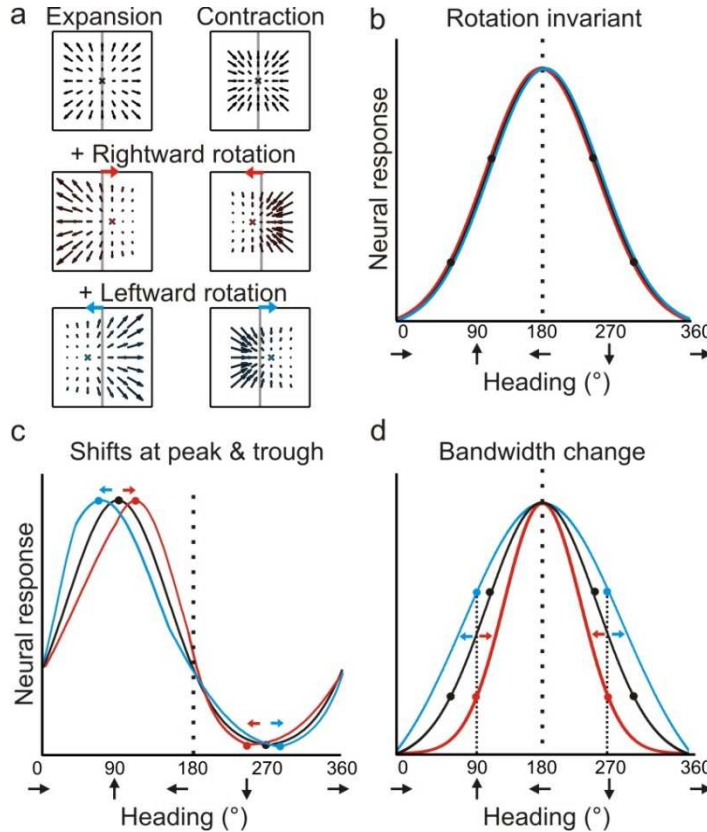 a
Expansion Contraction
+ Rightward rotation
+ Leftward rotation
b
Rotation invariant
Neural response
0 90 180 270 360
Heading (°)
c
Shifts at peak & trough
Neural response
0 90 180 270 360
Heading (°)
d
Bandwidth change
0 90 180 270 360
Heading (°)